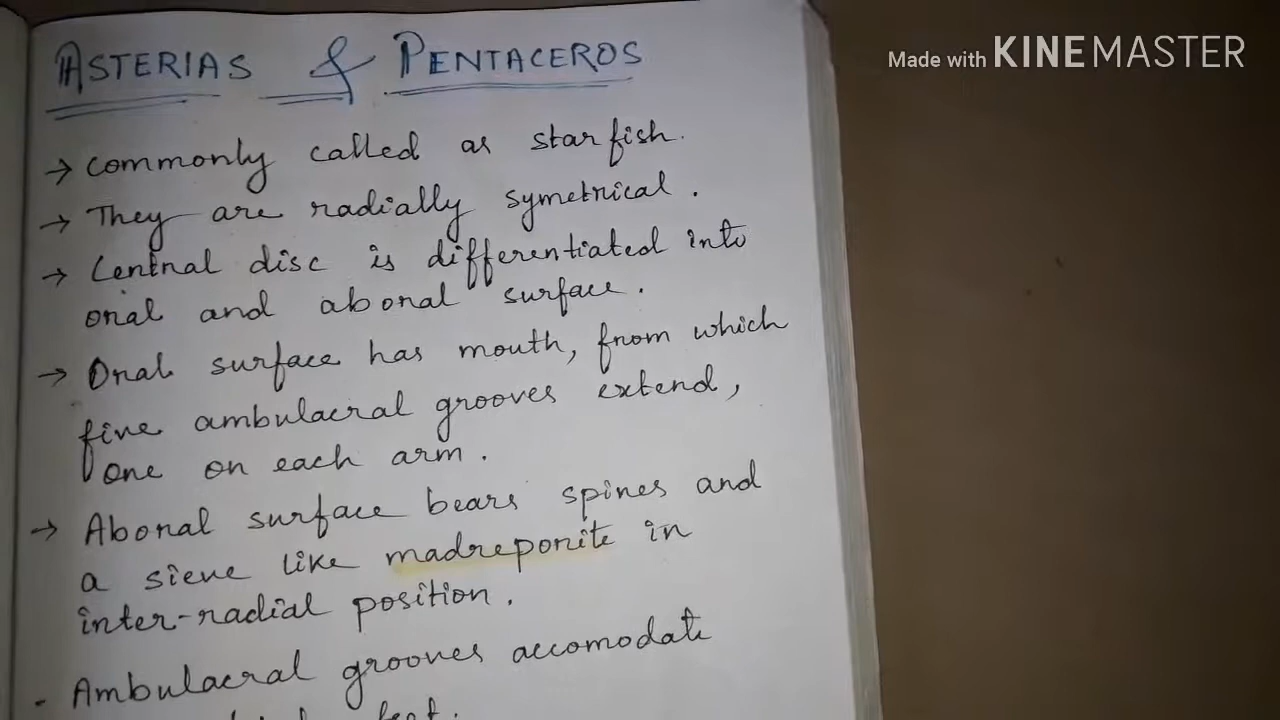 ASTERIAS & PENTACEROS
Made with KINEMASTER
→ Commonly called as starfish.
→ They are radially symetrical.
→ Central disc is differentiated into
oral and aboral surface.
→ Oral surface has mouth, from which
five ambulacral grooves extend,
one on each arm.
→ Aboral surface bears spines and
a sieve like madreporite in
inter-radial position.
- Ambulacral grooves accomodate
feet.